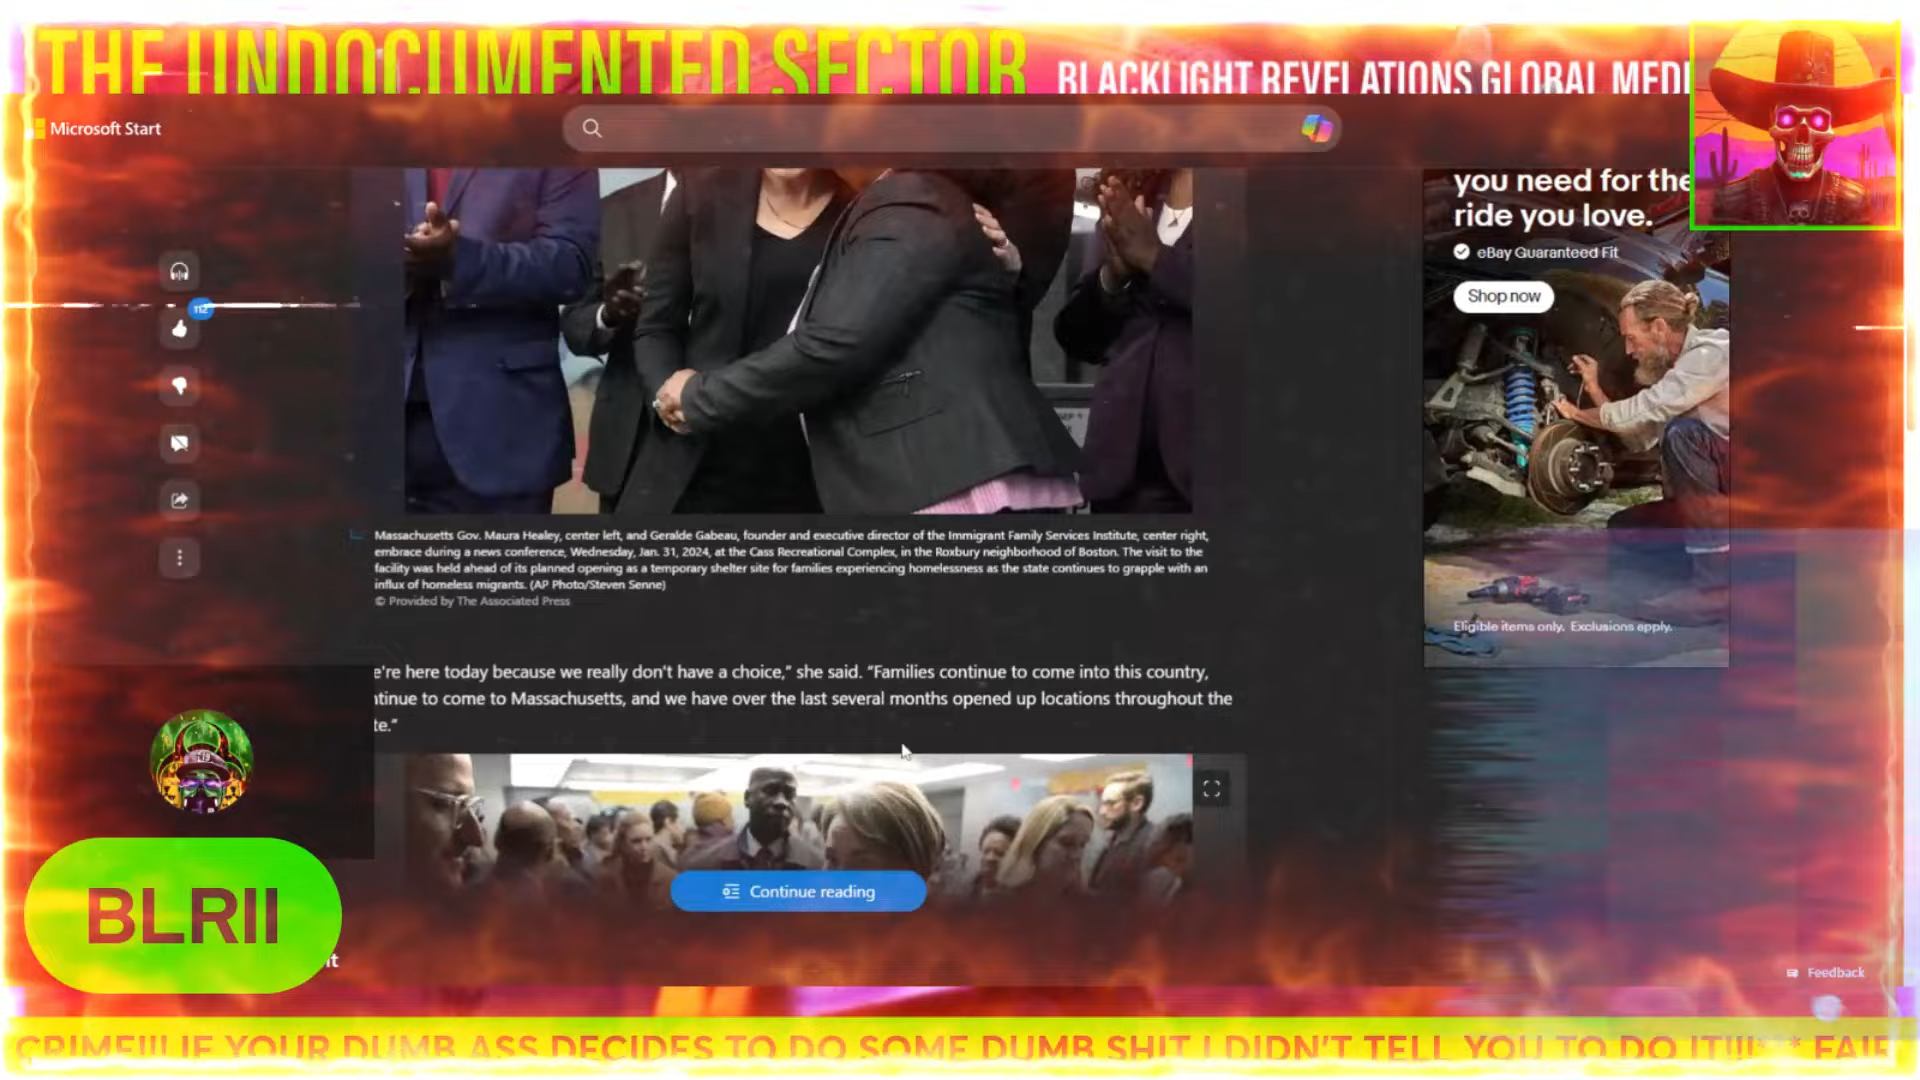 THE UNDOCUMENTED SECTOR
BLACKLIGHT REVELATIONS GLOBAL MEDI
Microsoft Start
you need for the
ride you love.
eBay Guaranteed Fit
Shop now
112
Massachusetts Gov. Maura Healey, center left, and Geralde Gabeau, founder and executive director of the Immigrant Family Services Institute, center right,
embrace during a news conference, Wednesday, Jan. 31, 2024, at the Cass Recreational Complex, in the Roxbury neighborhood of Boston. The visit to the
facility was held ahead of its planned opening as a temporary shelter site for families experiencing homelessness as the state continues to grapple with an
influx of homeless migrants. (AP Photo/Steven Senne)
© Provided by The Associated Press
Eligible items only. Exclusions apply.
e're here today because we really don't have a choice,” she said. “Families continue to come into this country,
ntinue to come to Massachusetts, and we have over the last several months opened up locations throughout the
te.”
Continue reading
BLRII
it
Feedback
CRIME!!! IF YOUR DUMB ASS DECIDES TO DO SOME DUMB SHIT I DIDN'T TELL YOU TO DO IT!!!*** FAIR